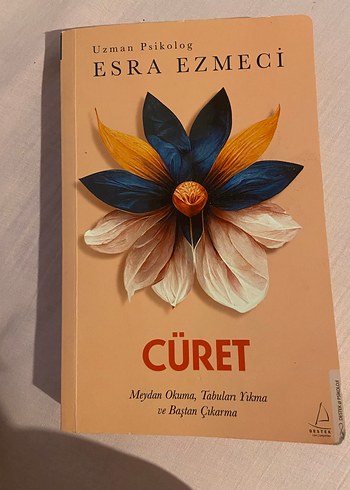 Uzman Psikolog
ESRA EZMECİ
CÜRET
Meydan Okuma, Tabuları Yıkma
ve Baştan Çıkarma
DESTEK